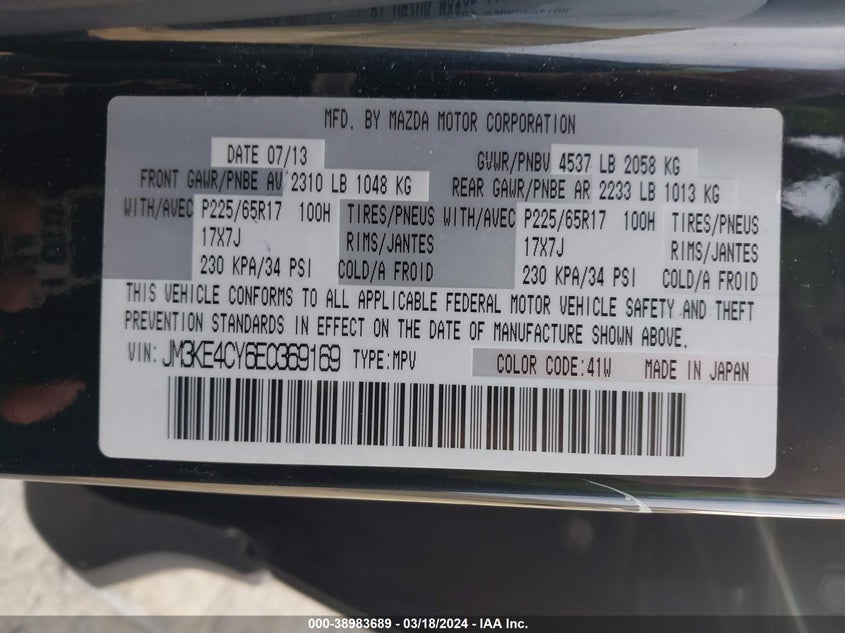 MFD. BY MAZDA MOTOR CORPORATION
DATE 07/13 GVWR/PNBV 4537 LB 2058 KG
FRONT GAWR/PNBE AV 2310 LB 1048 KG REAR GAWR/PNBE AR 2233 LB 1013 KG
WITH/AVEC P225/65R17 100H TIRES/PNEUS WITH/AVEC P225/65R17 100H TIRES/PNEUS
17X7J RIMS/JANTES 17X7J RIMS/JANTES
230 KPA/34 PSI COLD/A FROID 230 KPA/34 PSI COLD/A FROID
THIS VEHICLE CONFORMS TO ALL APPLICABLE FEDERAL MOTOR VEHICLE SAFETY AND THEFT
PREVENTION STANDARDS IN EFFECT ON THE DATE OF MANUFACTURE SHOWN ABOVE.
VIN: JM3KE4CY6E0369169 TYPE:MPV COLOR CODE:41W MADE IN JAPAN
000-38983689 - 03/18/2024 - IAA Inc.